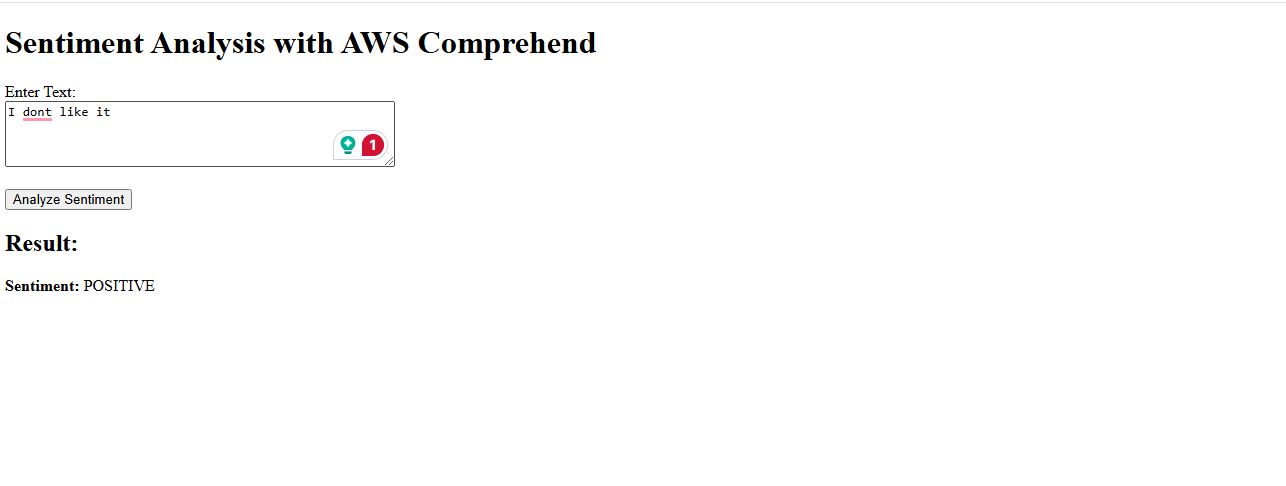 Sentiment Analysis with AWS Comprehend
Enter Text:
I dont like it
1
Analyze Sentiment
Result:
Sentiment: POSITIVE